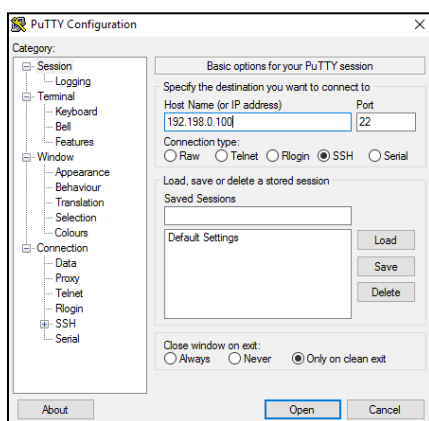 PuTTY Configuration
Category:
Session
Logging
Terminal
Keyboard
Bell
Features
Window
Appearance
Behaviour
Translation
Selection
Colours
Connection
Data
Proxy
Telnet
Rlogin
SSH
Serial
Basic options for your PuTTY session
Specify the destination you want to connect to
Host Name (or IP address) Port
192.198.0.100 22
Connection type:
Raw Telnet Rlogin SSH Serial
Load, save or delete a stored session
Saved Sessions
Default Settings
Load
Save
Delete
Close window on exit:
Always Never Only on clean exit
About Open Cancel